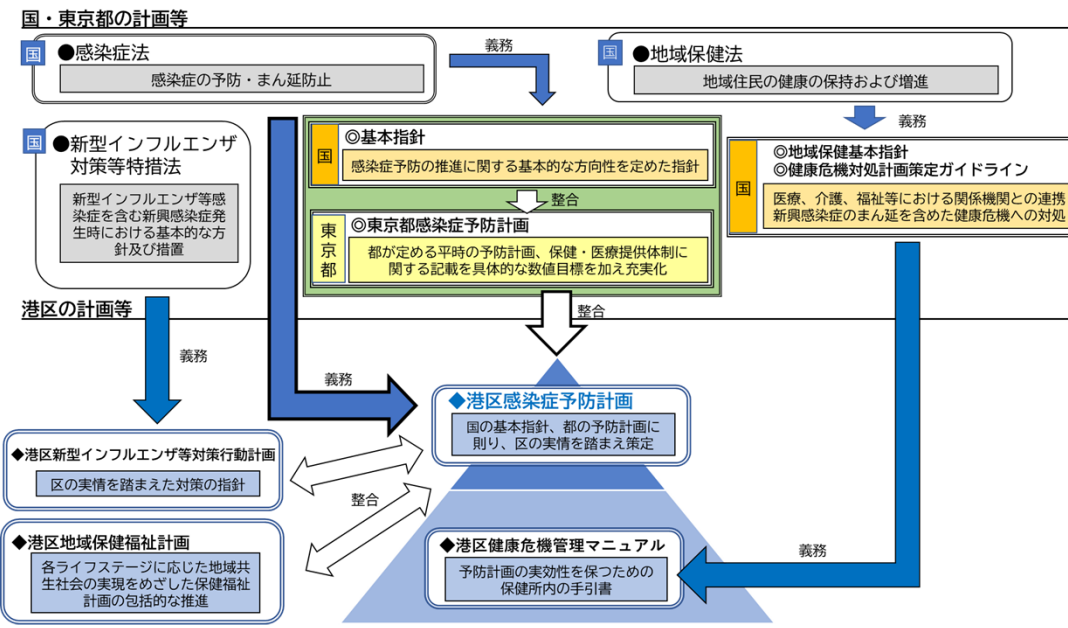 国・東京都の計画等
国
●感染症法
感染症の予防・まん延防止
義務
国
●地域保健法
地域住民の健康の保持および増進
義務
国
●新型インフルエンザ
対策等特措法
新型インフルエンザ等感
染症を含む新興感染症発
生時における基本的な方
針及び措置
国
◎基本指針
感染症予防の推進に関する基本的な方向性を定めた指針
整合
東京都
◎東京都感染症予防計画
都が定める平時の予防計画、保健・医療提供体制に
関する記載を具体的な数値目標を加え充実化
国
◎地域保健基本指針
◎健康危機対処計画策定ガイドライン
医療、介護、福祉等における関係機関との連携
新興感染症のまん延を含めた健康危機への対処
港区の計画等
整合
義務
義務
◆港区感染症予防計画
国の基本指針、都の予防計画に
則り、区の実情を踏まえ策定
◆港区新型インフルエンザ等対策行動計画
区の実情を踏まえた対策の指針
整合
◆港区地域保健福祉計画
各ライフステージに応じた地域共
生社会の実現をめざした保健福祉
計画の包括的な推進
◆港区健康危機管理マニュアル
予防計画の実効性を保つための
保健所内の手引書
義務